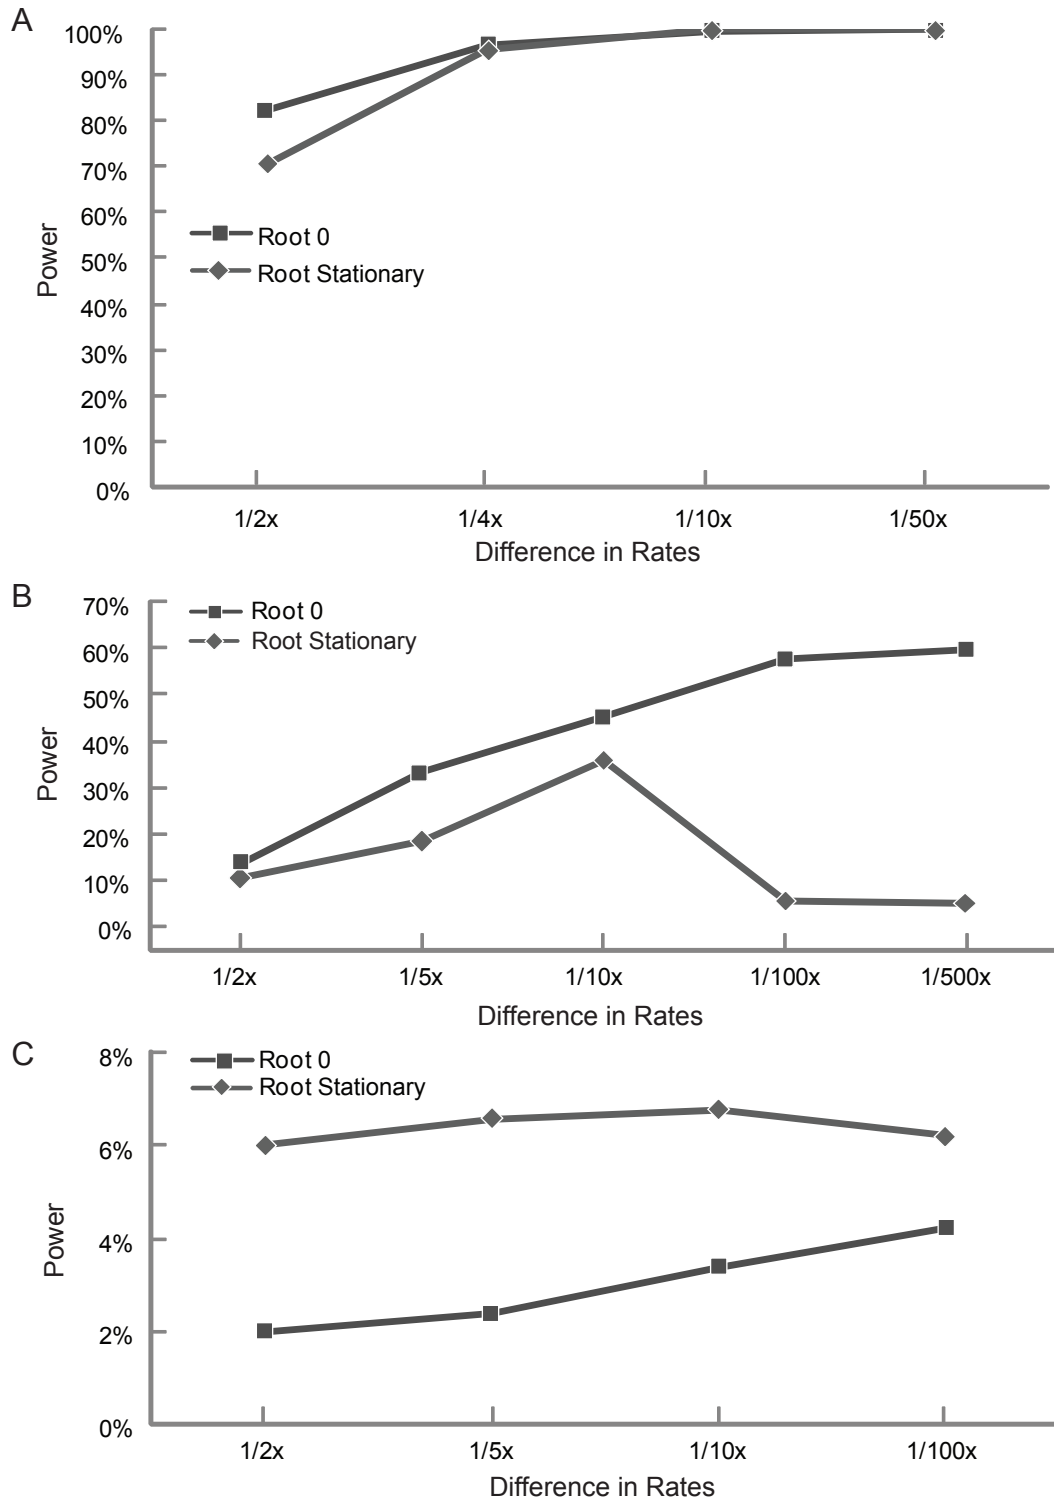 A
100%
90%
80%
70%
60%
50%
40%
30%
20%
10%
0%
Power
Root 0
Root Stationary
1/2x 1/4x 1/10x 1/50x
Difference in Rates
B
70%
60%
50%
40%
30%
20%
10%
0%
Power
Root 0
Root Stationary
1/2x 1/5x 1/10x 1/100x 1/500x
Difference in Rates
C
8%
6%
4%
2%
0%
Power
Root 0
Root Stationary
1/2x 1/5x 1/10x 1/100x
Difference in Rates